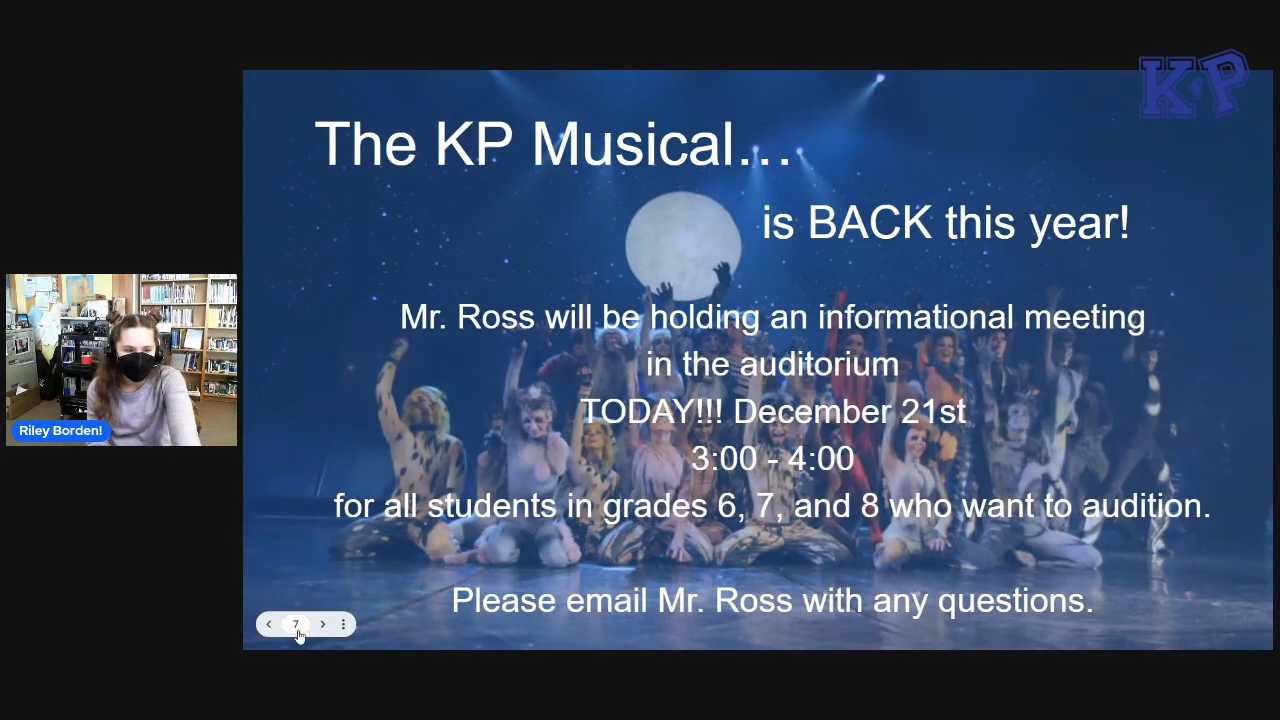 KP
The KP Musical...
is BACK this year!
Mr. Ross will be holding an informational meeting
in the auditorium
TODAY!!! December 21st
3:00 - 4:00
for all students in grades 6, 7, and 8 who want to audition.
Please email Mr. Ross with any questions.
Riley Borden!
7